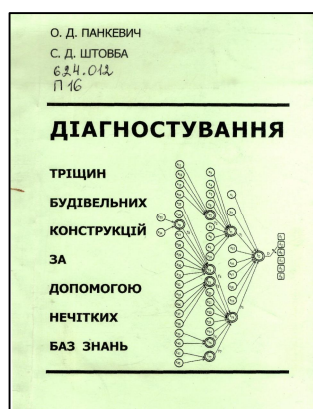 О. Д. ПАНКЕВИЧ
С. Д. ШТОВБА
624.012
П 16
ДІАГНОСТУВАННЯ
ТРІЩИН
БУДІВЕЛЬНИХ
КОНСТРУКЦІЙ
ЗА
ДОПОМОГОЮ
НЕЧІТКИХ
БАЗ ЗНАНЬ